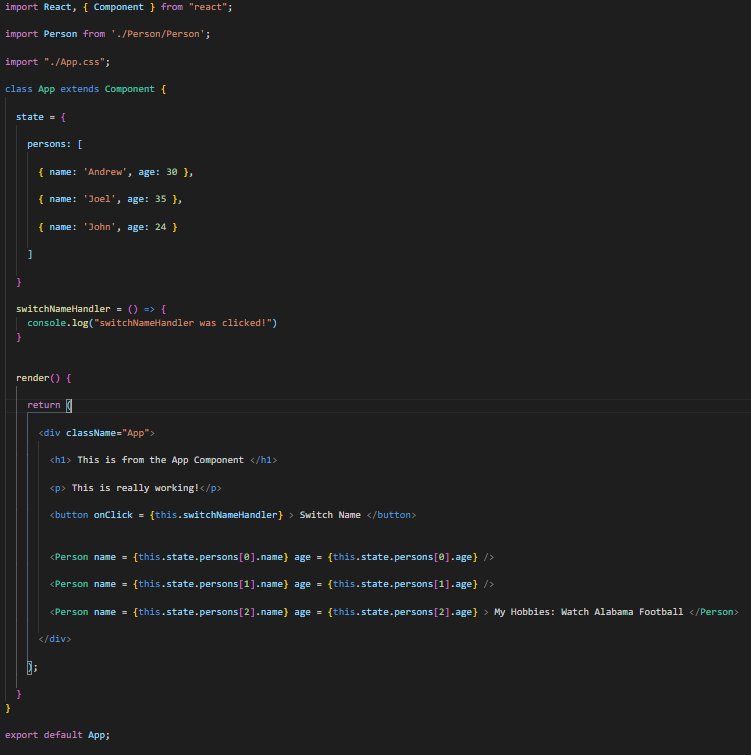 import React, { Component } from "react";
import Person from './Person/Person';
import "./App.css";
class App extends Component {
state = {
persons: [
{ name: 'Andrew', age: 30 },
{ name: 'Joel', age: 35 },
{ name: 'John', age: 24 }
]
}
switchNameHandler = () => {
console.log("switchNameHandler was clicked!")
}
render() {
return (
<div className="App">
<h1> This is from the App Component </h1>
<p> This is really working!</p>
<button onClick = {this.switchNameHandler} > Switch Name </button>
<Person name = {this.state.persons[0].name} age = {this.state.persons[0].age} />
<Person name = {this.state.persons[1].name} age = {this.state.persons[1].age} />
<Person name = {this.state.persons[2].name} age = {this.state.persons[2].age} > My Hobbies: Watch Alabama Football </Person>
</div>
);
}
}
export default App;